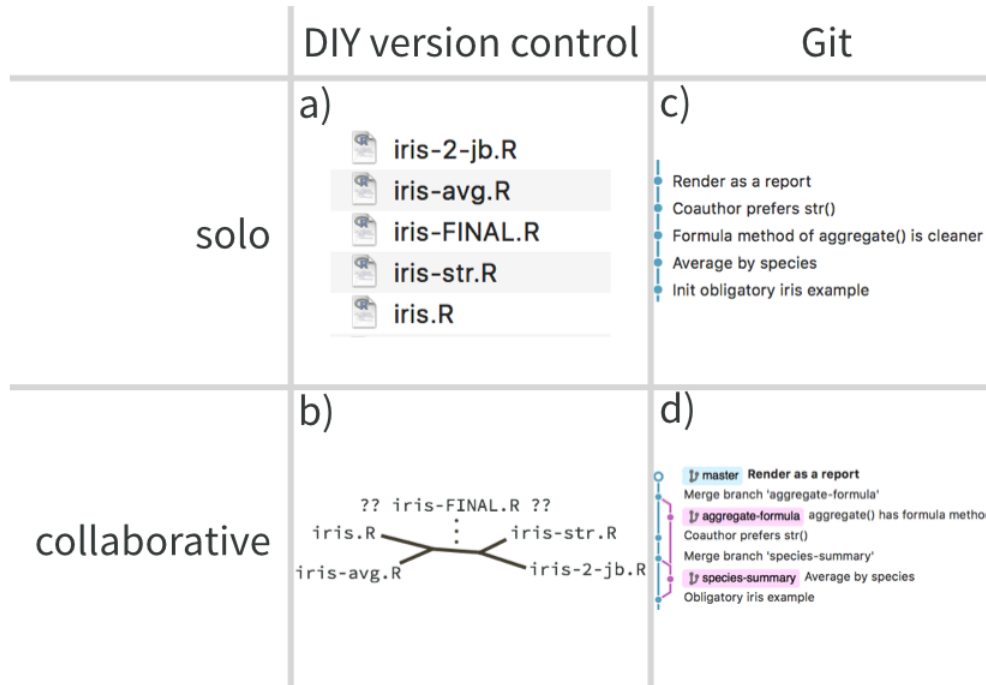 DIY version control
Git
solo
a)
iris-2-jb.R
iris-avg.R
iris-FINAL.R
iris-str.R
iris.R
c)
Render as a report
Coauthor prefers str()
Formula method of aggregate() is cleaner
Average by species
Init obligatory iris example
collaborative
b)
?? iris-FINAL.R ??
iris.R
iris-str.R
iris-avg.R
iris-2-jb.R
d)
master Render as a report
Merge branch 'aggregate-formula'
aggregate-formula aggregate() has formula metho
Coauthor prefers str()
Merge branch 'species-summary'
species-summary Average by species
Obligatory iris example